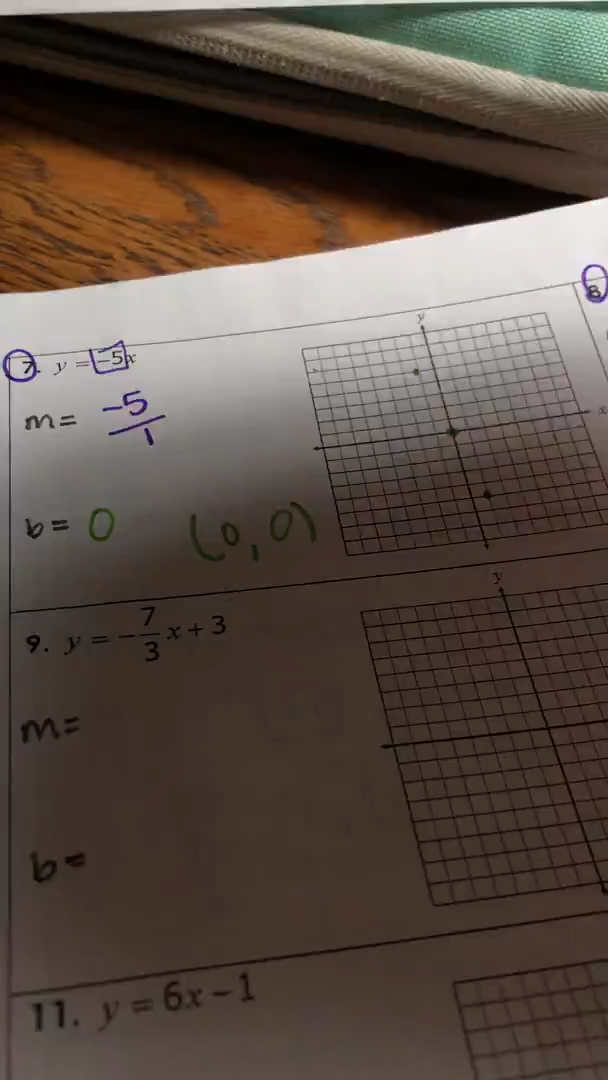 7. y = -5x
m = -5/1
b = 0 (0,0)
y
x
8.
9. y = -7/3 x + 3
m=
b=
y
11. y = 6x - 1